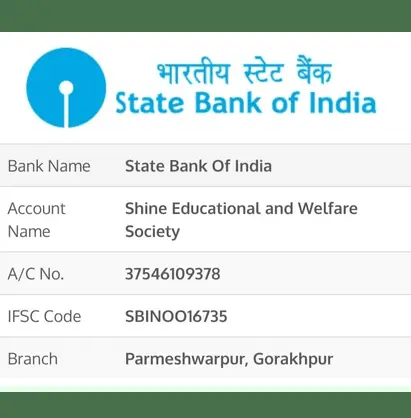 भारतीय स्टेट बैंक
State Bank of India
Bank Name State Bank Of India
Account Name Shine Educational and Welfare Society
A/C No. 37546109378
IFSC Code SBINOO16735
Branch Parmeshwarpur, Gorakhpur